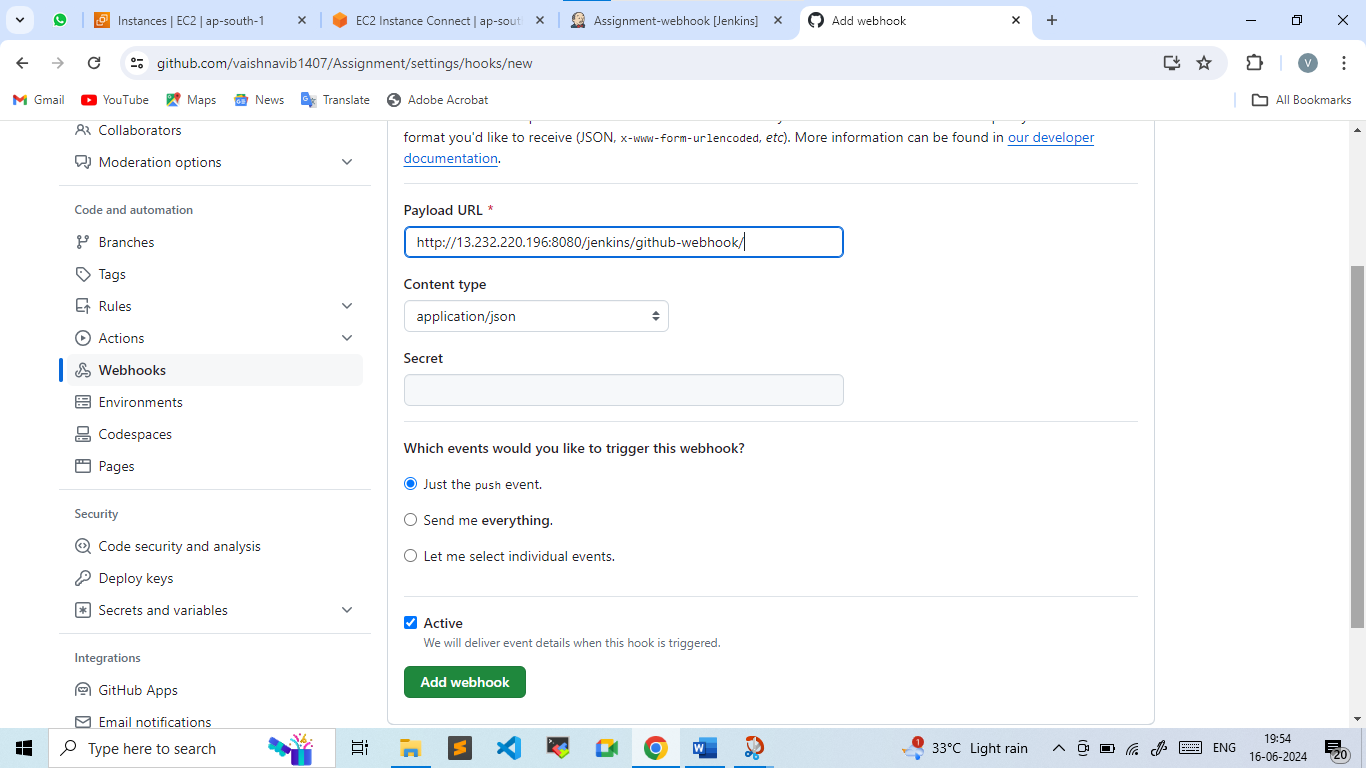 Instances | EC2 | ap-south-1
EC2 Instance Connect | ap-sout
Assignment-webhook [Jenkins]
Add webhook
github.com/vaishnavib1407/Assignment/settings/hooks/new
V
Gmail
YouTube
Maps
News
Translate
Adobe Acrobat
All Bookmarks
Collaborators
Moderation options
Code and automation
Branches
Tags
Rules
Actions
Webhooks
Environments
Codespaces
Pages
Security
Code security and analysis
Deploy keys
Secrets and variables
Integrations
GitHub Apps
Email notifications
format you'd like to receive (JSON, x-www-form-urlencoded, etc). More information can be found in our developer
documentation.
Payload URL *
http://13.232.220.196:8080/jenkins/github-webhook/
Content type
application/json
Secret
Which events would you like to trigger this webhook?
Just the push event.
Send me everything.
Let me select individual events.
Active
We will deliver event details when this hook is triggered.
Add webhook
Type here to search
1
33°C Light rain
ENG
19:54
16-06-2024
20